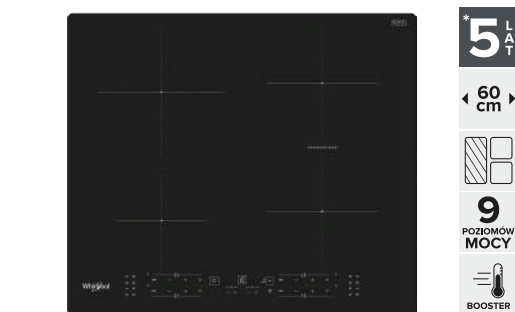 Whirlpool
*5
LAT
60
cm
9
POZIOMÓW
MOCY
BOOSTER